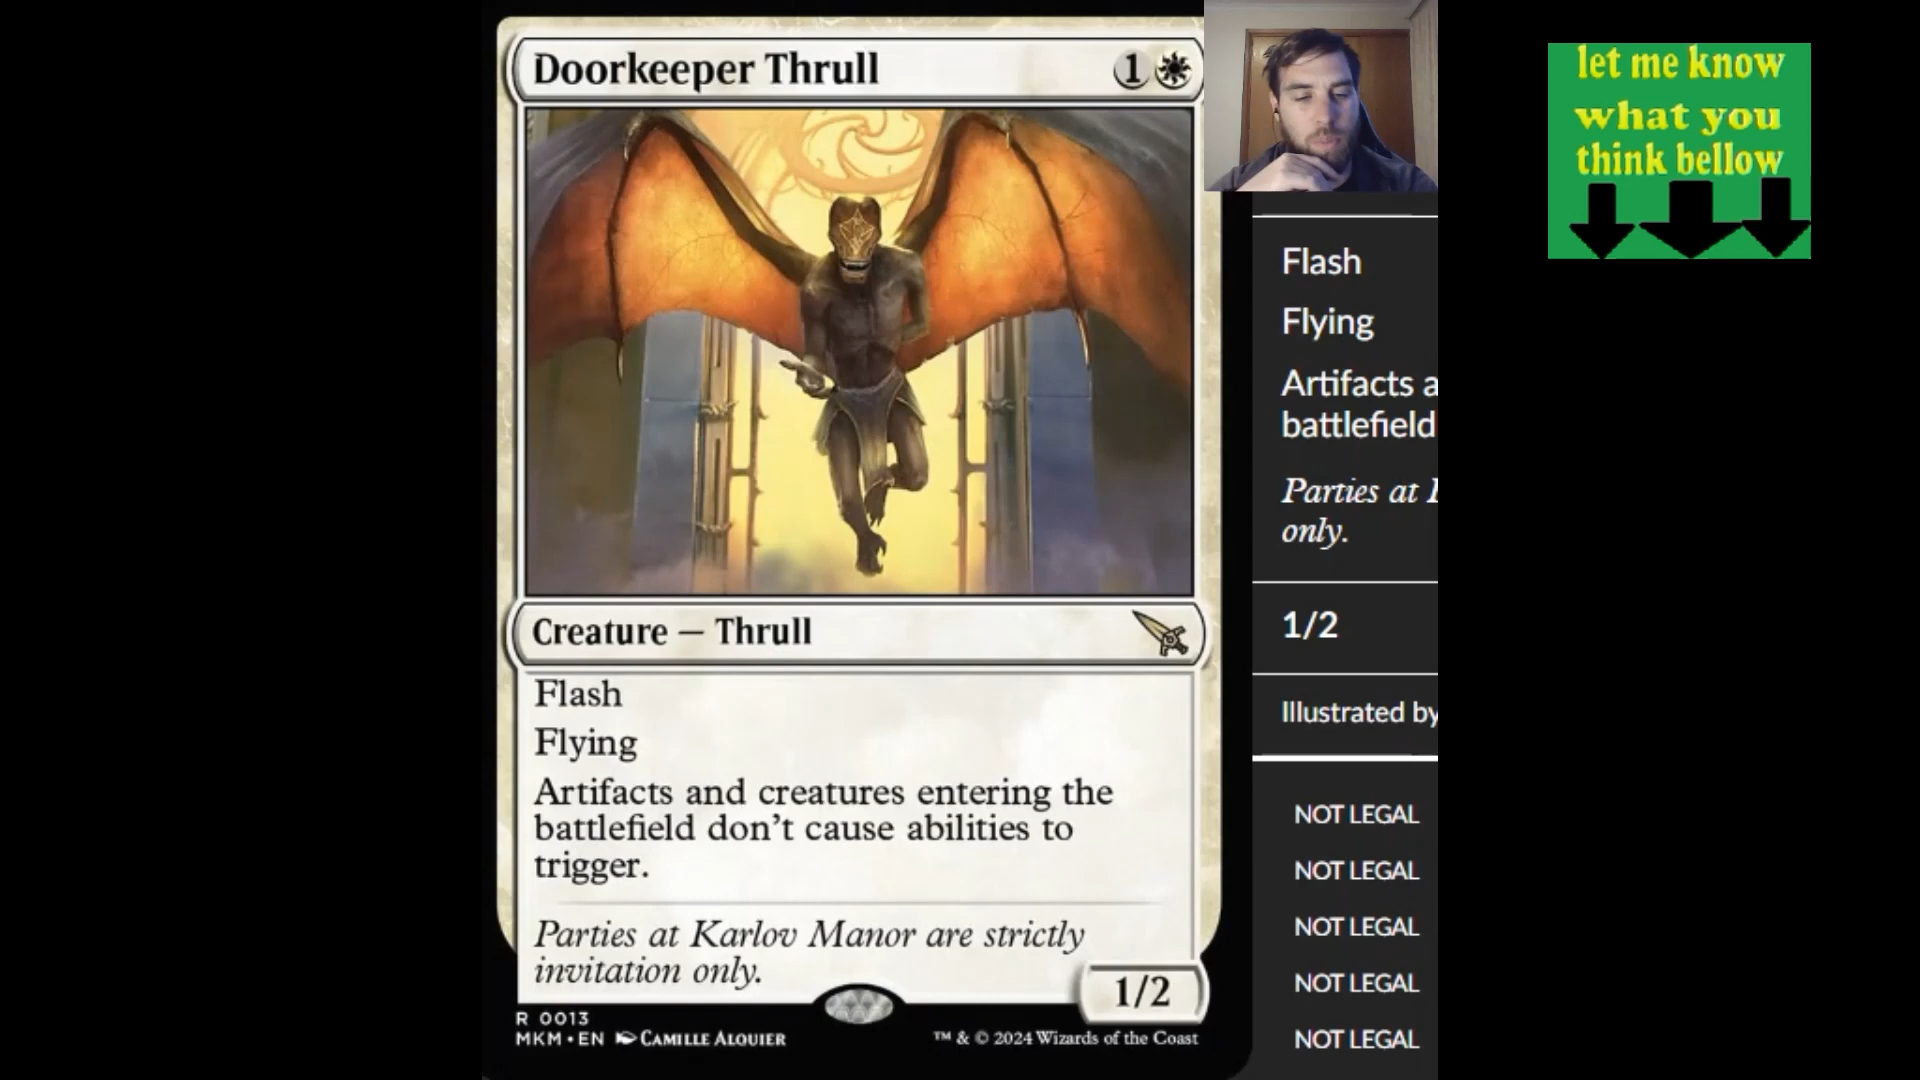 Doorkeeper Thrull
1
Creature — Thrull
Flash
Flying
Artifacts and creatures entering the
battlefield don't cause abilities to
trigger.
Parties at Karlov Manor are strictly
invitation only.
1/2
R 0013
MKM • EN CAMILLE ALQUIER
™ & © 2024 Wizards of the Coast
Flash
Flying
Artifacts a
battlefield
Parties at
only.
1/2
Illustrated by
NOT LEGAL
NOT LEGAL
NOT LEGAL
NOT LEGAL
NOT LEGAL
let me know
what you
think bellow